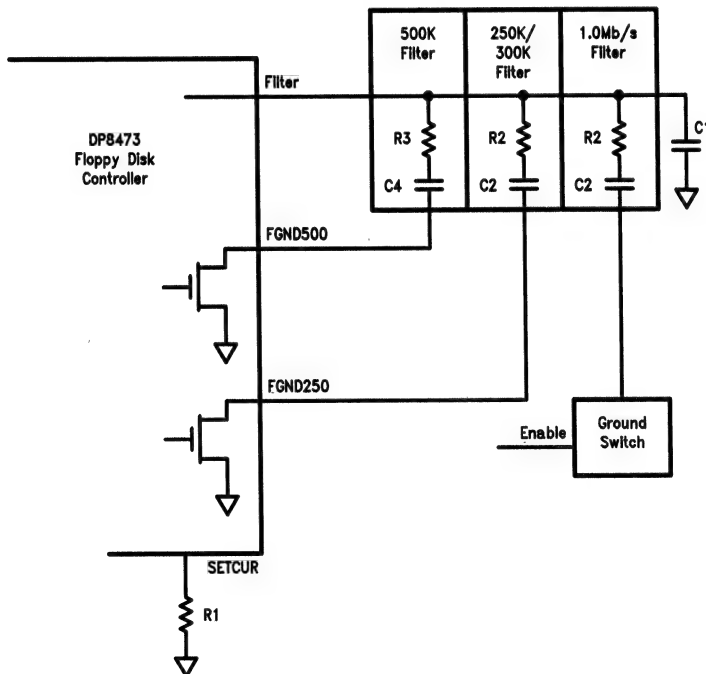 500K
Filter
250K/
300K
Filter
1.0Mb/s
Filter
Filter
DP8473
Floppy Disk
Controller
R3
R2
R2
C4
C2
C2
FGND500
FGND250
Enable
Ground
Switch
SETCUR
R1